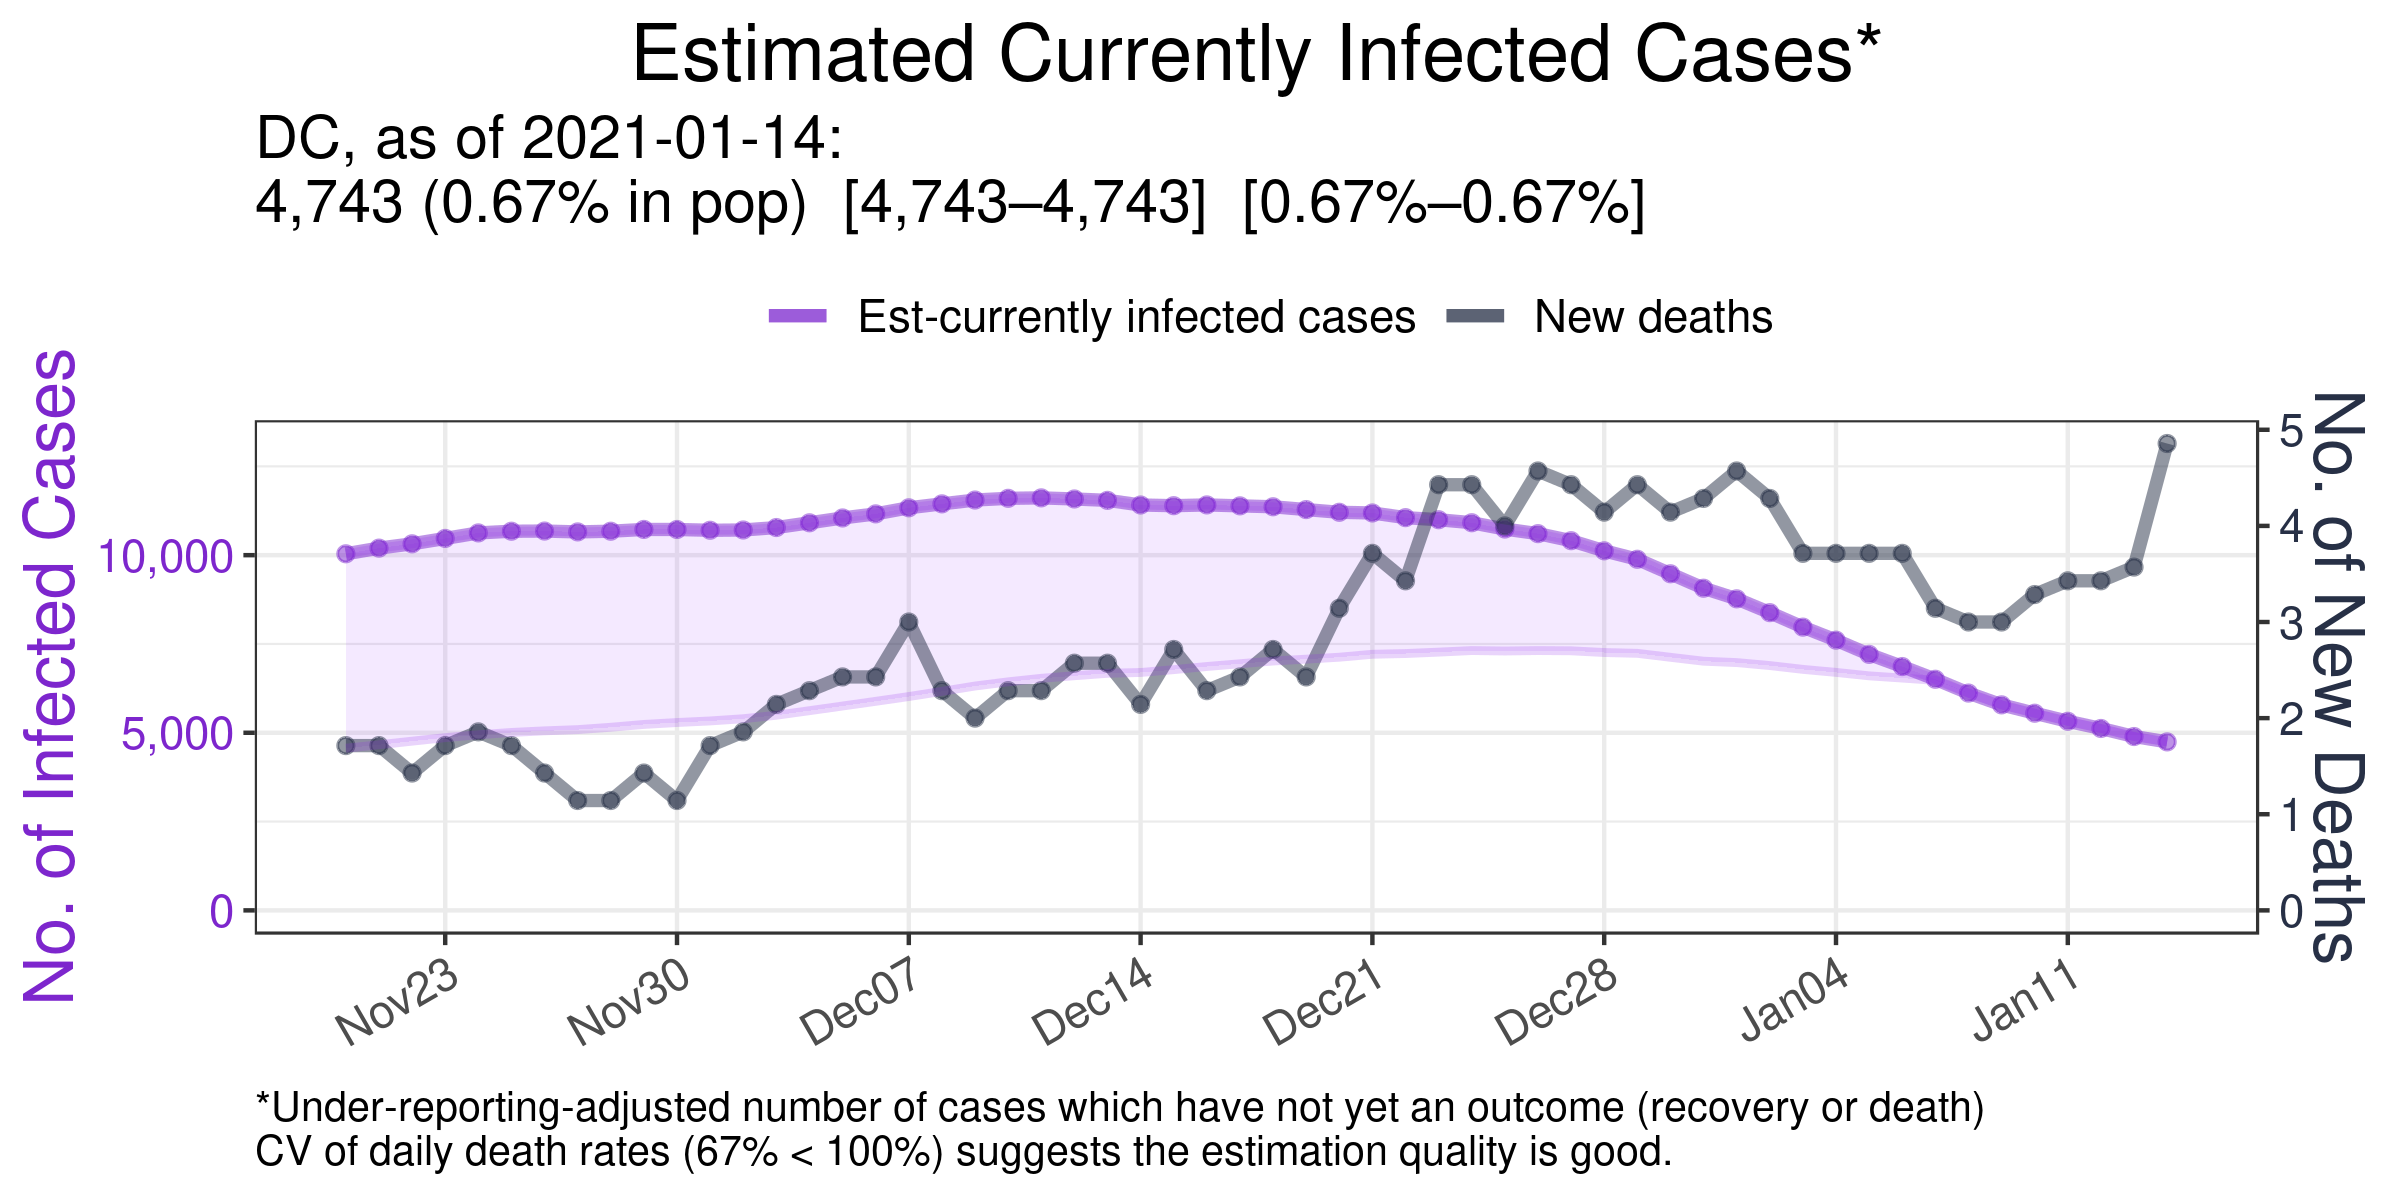 Estimated Currently Infected Cases*
DC, as of 2021-01-14:
4,743 (0.67% in pop)  [4,743–4,743]  [0.67%–0.67%]
Est-currently infected cases
New deaths
No. of Infected Cases
10,000
5,000
0
5
4
3
2
1
0
No. of New Deaths
Nov23
Nov30
Dec07
Dec14
Dec21
Dec28
Jan04
Jan11
*Under-reporting-adjusted number of cases which have not yet an outcome (recovery or death)
CV of daily death rates (67% < 100%) suggests the estimation quality is good.